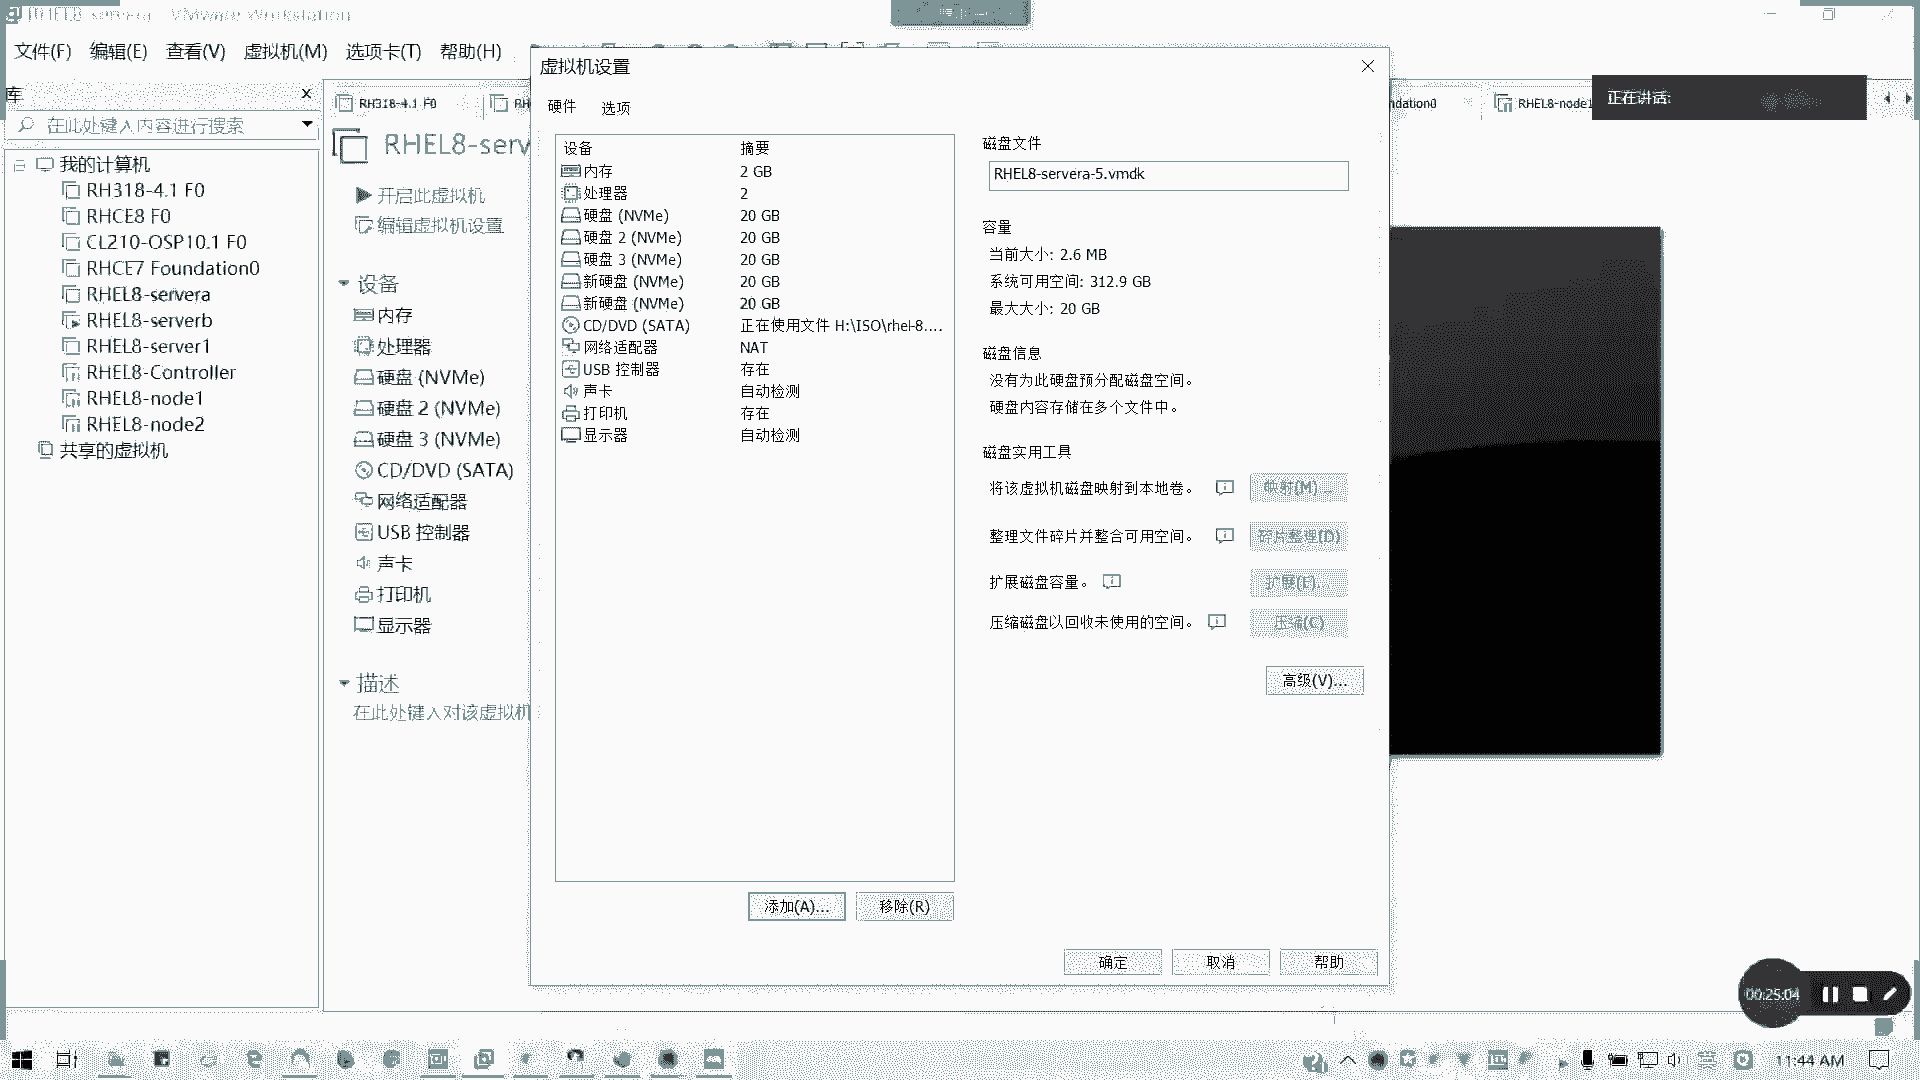 RHEL8-servera - VMware Workstation
文件(F) 编辑(E) 查看(V) 虚拟机(M) 选项卡(T) 帮助(H)
库
在此处键入内容进行搜索
我的计算机
RH318-4.1 F0
RHCE8 F0
CL210-OSP10.1 F0
RHCE7 Foundation0
RHEL8-servera
RHEL8-serverb
RHEL8-server1
RHEL8-Controller
RHEL8-node1
RHEL8-node2
共享的虚拟机
RH318-4.1 F0
RH
dation0
RHEL8-node1
正在讲话:
RHEL8-serv
开启此虚拟机
编辑虚拟机设置
设备
内存
处理器
硬盘 (NVMe)
硬盘 2 (NVMe)
硬盘 3 (NVMe)
CD/DVD (SATA)
网络适配器
USB 控制器
声卡
打印机
显示器
描述
在此处键入对该虚拟机
虚拟机设置
硬件 选项
设备 摘要
内存 2 GB
处理器 2
硬盘 (NVMe) 20 GB
硬盘 2 (NVMe) 20 GB
硬盘 3 (NVMe) 20 GB
新硬盘 (NVMe) 20 GB
新硬盘 (NVMe) 20 GB
CD/DVD (SATA) 正在使用文件 H:\ISO\rhel-8....
网络适配器 NAT
USB 控制器 存在
声卡 自动检测
打印机 存在
显示器 自动检测
添加(A)... 移除(R)
磁盘文件
RHEL8-servera-5.vmdk
容量
当前大小: 2.6 MB
系统可用空间: 312.9 GB
最大大小: 20 GB
磁盘信息
没有为此硬盘预分配磁盘空间。
硬盘内容存储在多个文件中。
磁盘实用工具
将该虚拟机磁盘映射到本地卷。 映射(M)...
整理文件碎片并整合可用空间。 碎片整理(D)
扩展磁盘容量。 扩展(E)...
压缩磁盘以回收未使用的空间。 压缩(C)
高级(V)...
确定 取消 帮助
00:25:04
英
11:44 AM